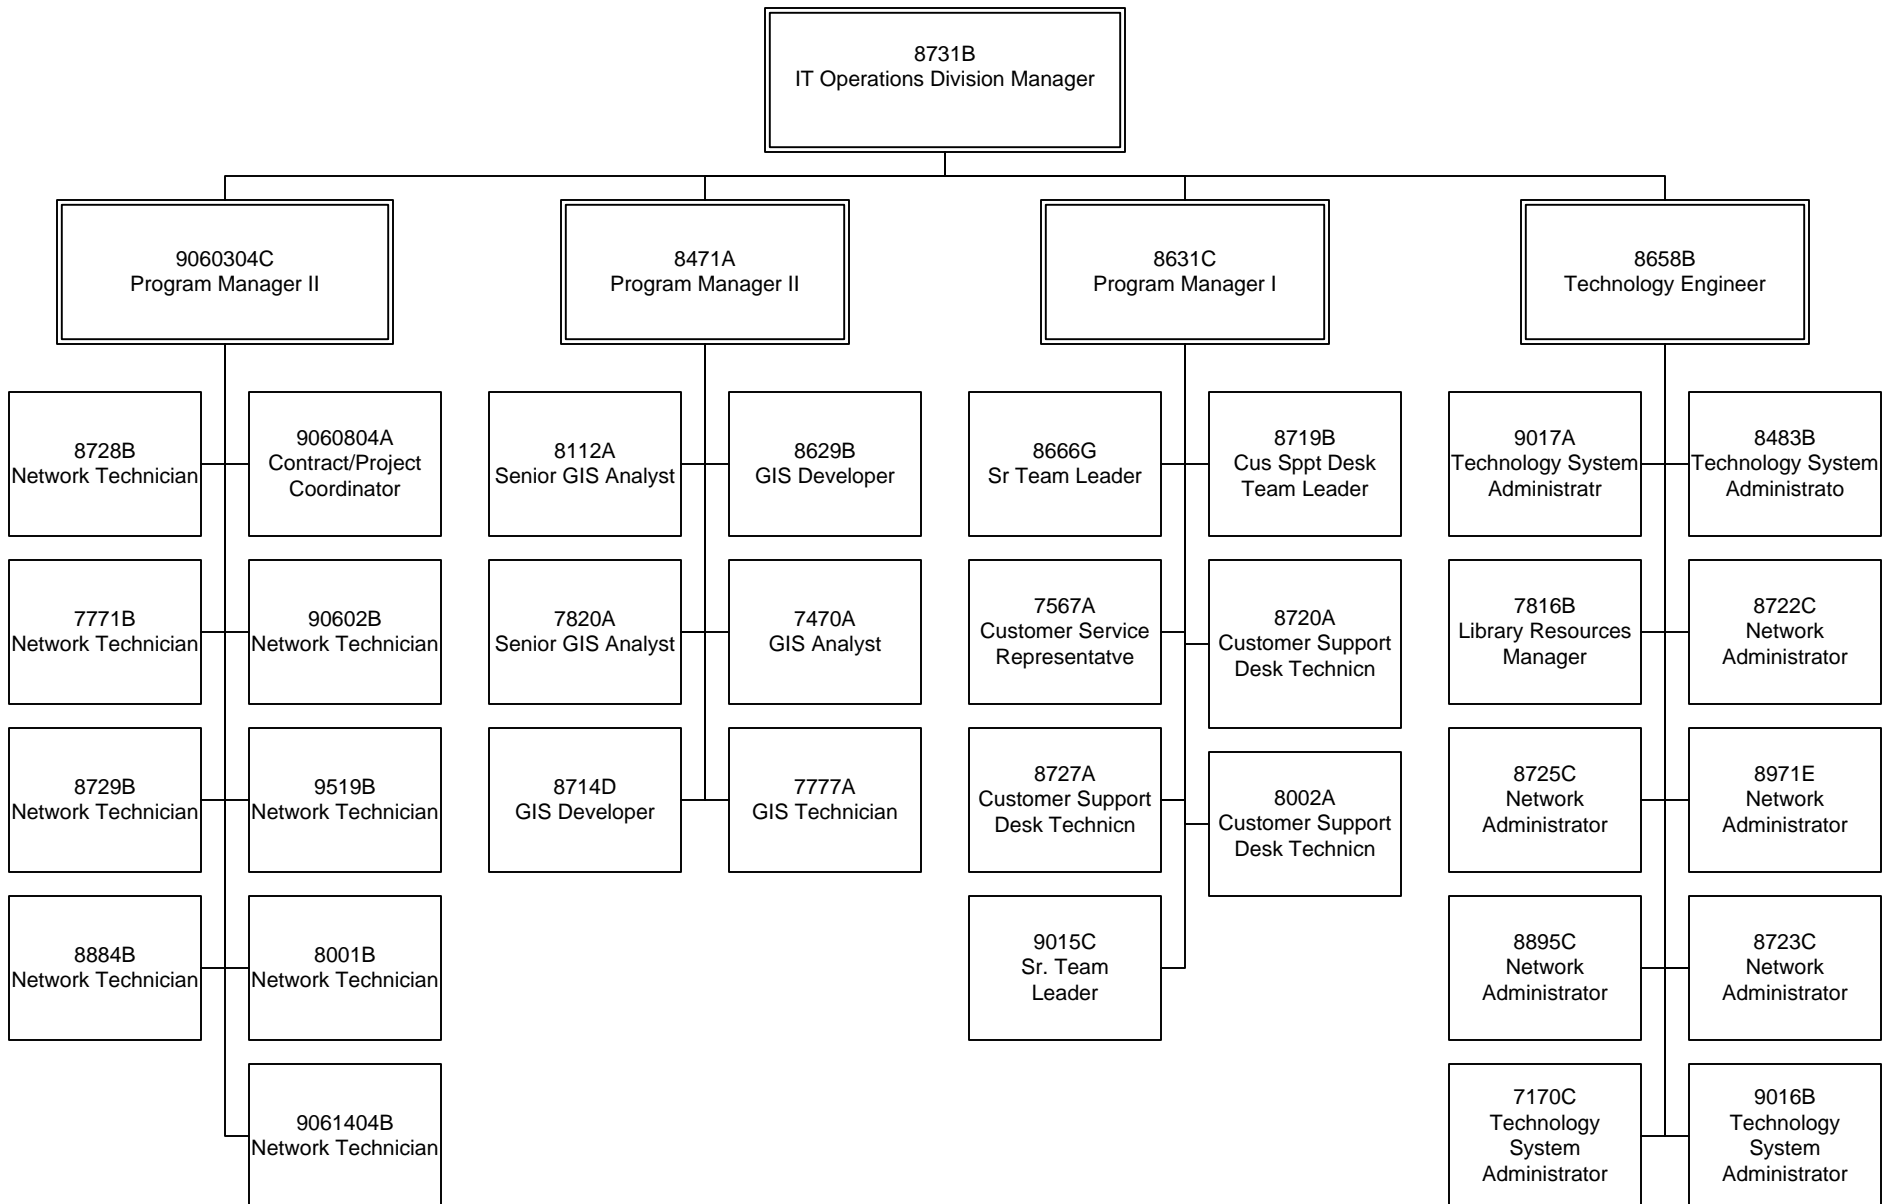 8731B
IT Operations Division Manager
9060304C
Program Manager II
8471A
Program Manager II
8631C
Program Manager I
8658B
Technology Engineer
8728B
Network Technician
9060804A
Contract/Project
Coordinator
7771B
Network Technician
90602B
Network Technician
8729B
Network Technician
9519B
Network Technician
8884B
Network Technician
8001B
Network Technician
9061404B
Network Technician
8112A
Senior GIS Analyst
8629B
GIS Developer
7820A
Senior GIS Analyst
7470A
GIS Analyst
8714D
GIS Developer
7777A
GIS Technician
8666G
Sr Team Leader
8719B
Cus Sppt Desk
Team Leader
7567A
Customer Service
Representatve
8720A
Customer Support
Desk Technicn
8727A
Customer Support
Desk Technicn
8002A
Customer Support
Desk Technicn
9015C
Sr. Team
Leader
9017A
Technology System
Administratr
8483B
Technology System
Administrato
7816B
Library Resources
Manager
8722C
Network
Administrator
8725C
Network
Administrator
8971E
Network
Administrator
8895C
Network
Administrator
8723C
Network
Administrator
7170C
Technology
System
Administrator
9016B
Technology
System
Administrator